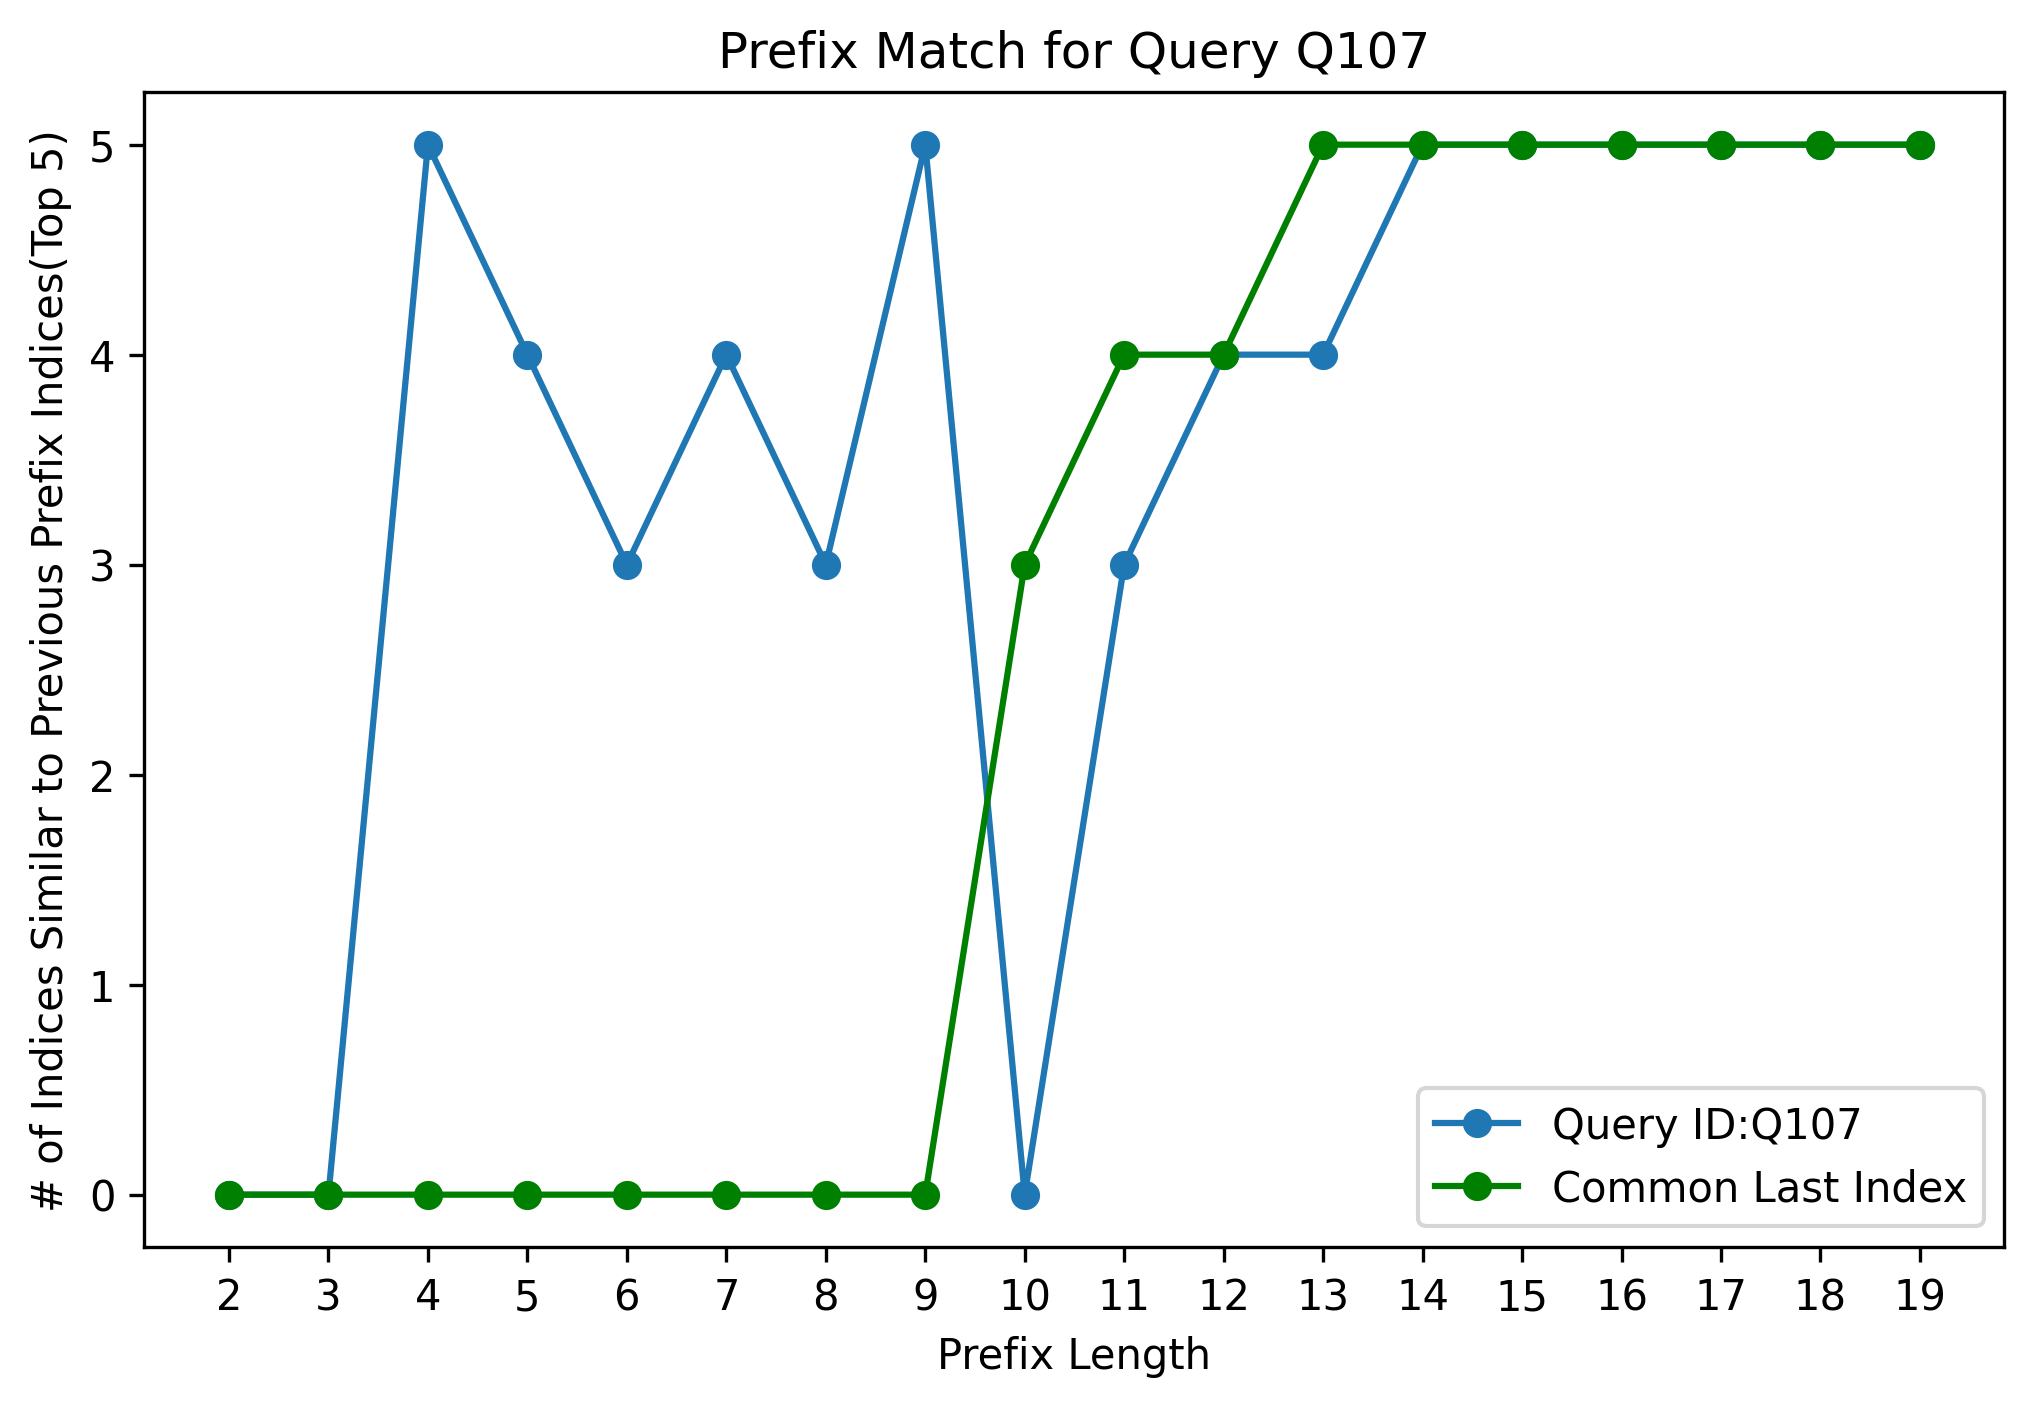 Prefix Match for Query Q107
# of Indices Similar to Previous Prefix Indices(Top 5)
5
4
3
2
1
0
Query ID:Q107
Common Last Index
2 3 4 5 6 7 8 9 10 11 12 13 14 15 16 17 18 19
Prefix Length